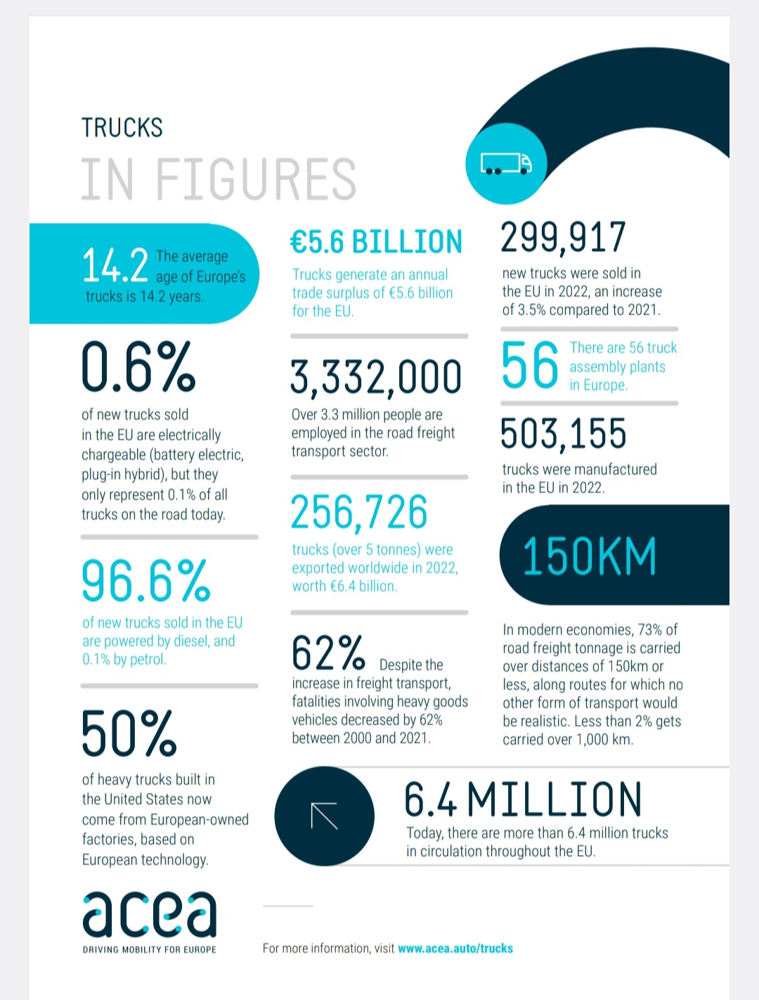 TRUCKS
IN FIGURES
14.2 The average
age of Europe's
trucks is 14.2 years.
0.6%
of new trucks sold
in the EU are electrically
chargeable (battery electric,
plug-in hybrid), but they
only represent 0.1% of all
trucks on the road today.
96.6%
of new trucks sold in the EU
are powered by diesel, and
0.1% by petrol.
50%
of heavy trucks built in
the United States now
come from European-owned
factories, based on
European technology.
€5.6 BILLION
Trucks generate an annual
trade surplus of €5.6 billion
for the EU.
3,332,000
Over 3.3 million people are
employed in the road freight
transport sector.
256,726
trucks (over 5 tonnes) were
exported worldwide in 2022,
worth €6.4 billion.
62% Despite the
increase in freight transport,
fatalities involving heavy goods
vehicles decreased by 62%
between 2000 and 2021.
299,917
new trucks were sold in
the EU in 2022, an increase
of 3.5% compared to 2021.
56 There are 56 truck
assembly plants
in Europe.
503,155
trucks were manufactured
in the EU in 2022.
150KM
In modern economies, 73% of
road freight tonnage is carried
over distances of 150km or
less, along routes for which no
other form of transport would
be realistic. Less than 2% gets
carried over 1,000 km.
6.4 MILLION
Today, there are more than 6.4 million trucks
in circulation throughout the EU.
acea
DRIVING MOBILITY FOR EUROPE
For more information, visit www.acea.auto/trucks